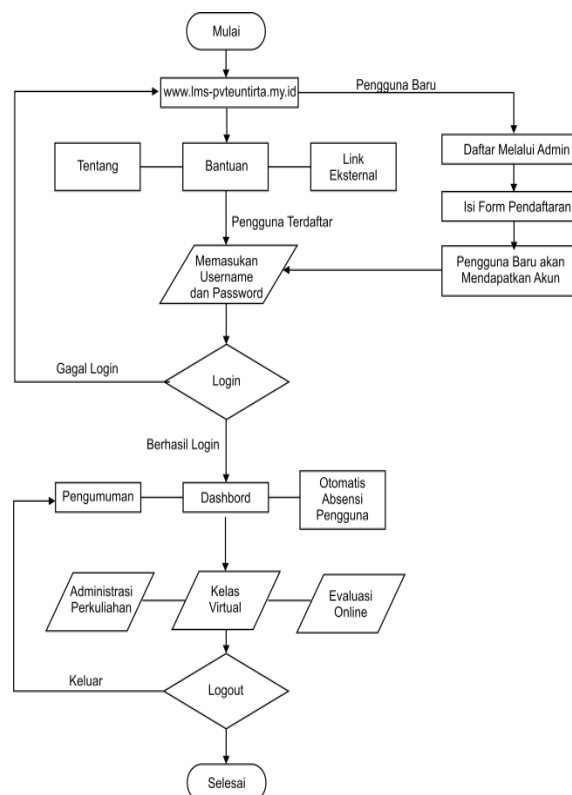 Mulai
www.lms-pvteuntirta.my.id
Pengguna Baru
Tentang
Bantuan
Link
Eksternal
Daftar Melalui Admin
Isi Form Pendaftaran
Pengguna Terdaftar
Memasukan
Username
dan Password
Pengguna Baru akan
Mendapatkan Akun
Gagal Login
Login
Berhasil Login
Pengumuman
Dashbord
Otomatis
Absensi
Pengguna
Administrasi
Perkuliahan
Kelas
Virtual
Evaluasi
Online
Keluar
Logout
Selesai